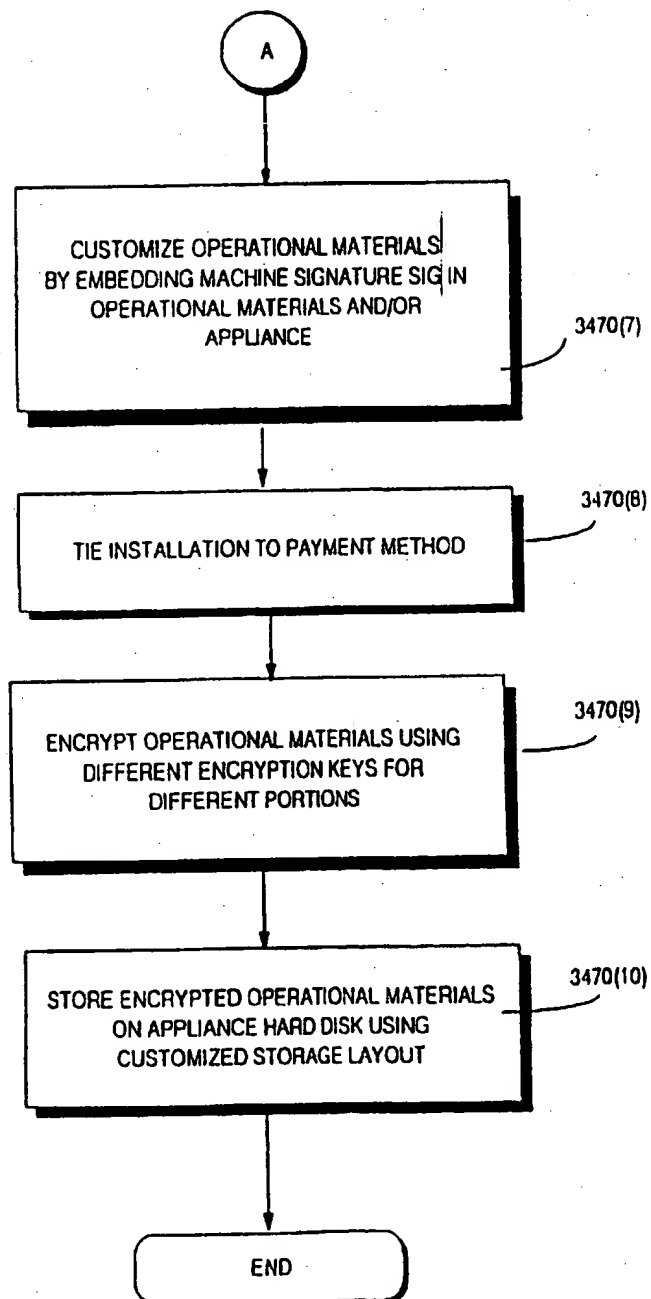 A
CUSTOMIZE OPERATIONAL MATERIALS
BY EMBEDDING MACHINE SIGNATURE SIG IN
OPERATIONAL MATERIALS AND/OR
APPLIANCE
3470(7)
3470(8)
TIE INSTALLATION TO PAYMENT METHOD
3470(9)
ENCRYPT OPERATIONAL MATERIALS USING
DIFFERENT ENCRYPTION KEYS FOR
DIFFERENT PORTIONS
3470(10)
STORE ENCRYPTED OPERATIONAL MATERIALS
ON APPLIANCE HARD DISK USING
CUSTOMIZED STORAGE LAYOUT
END